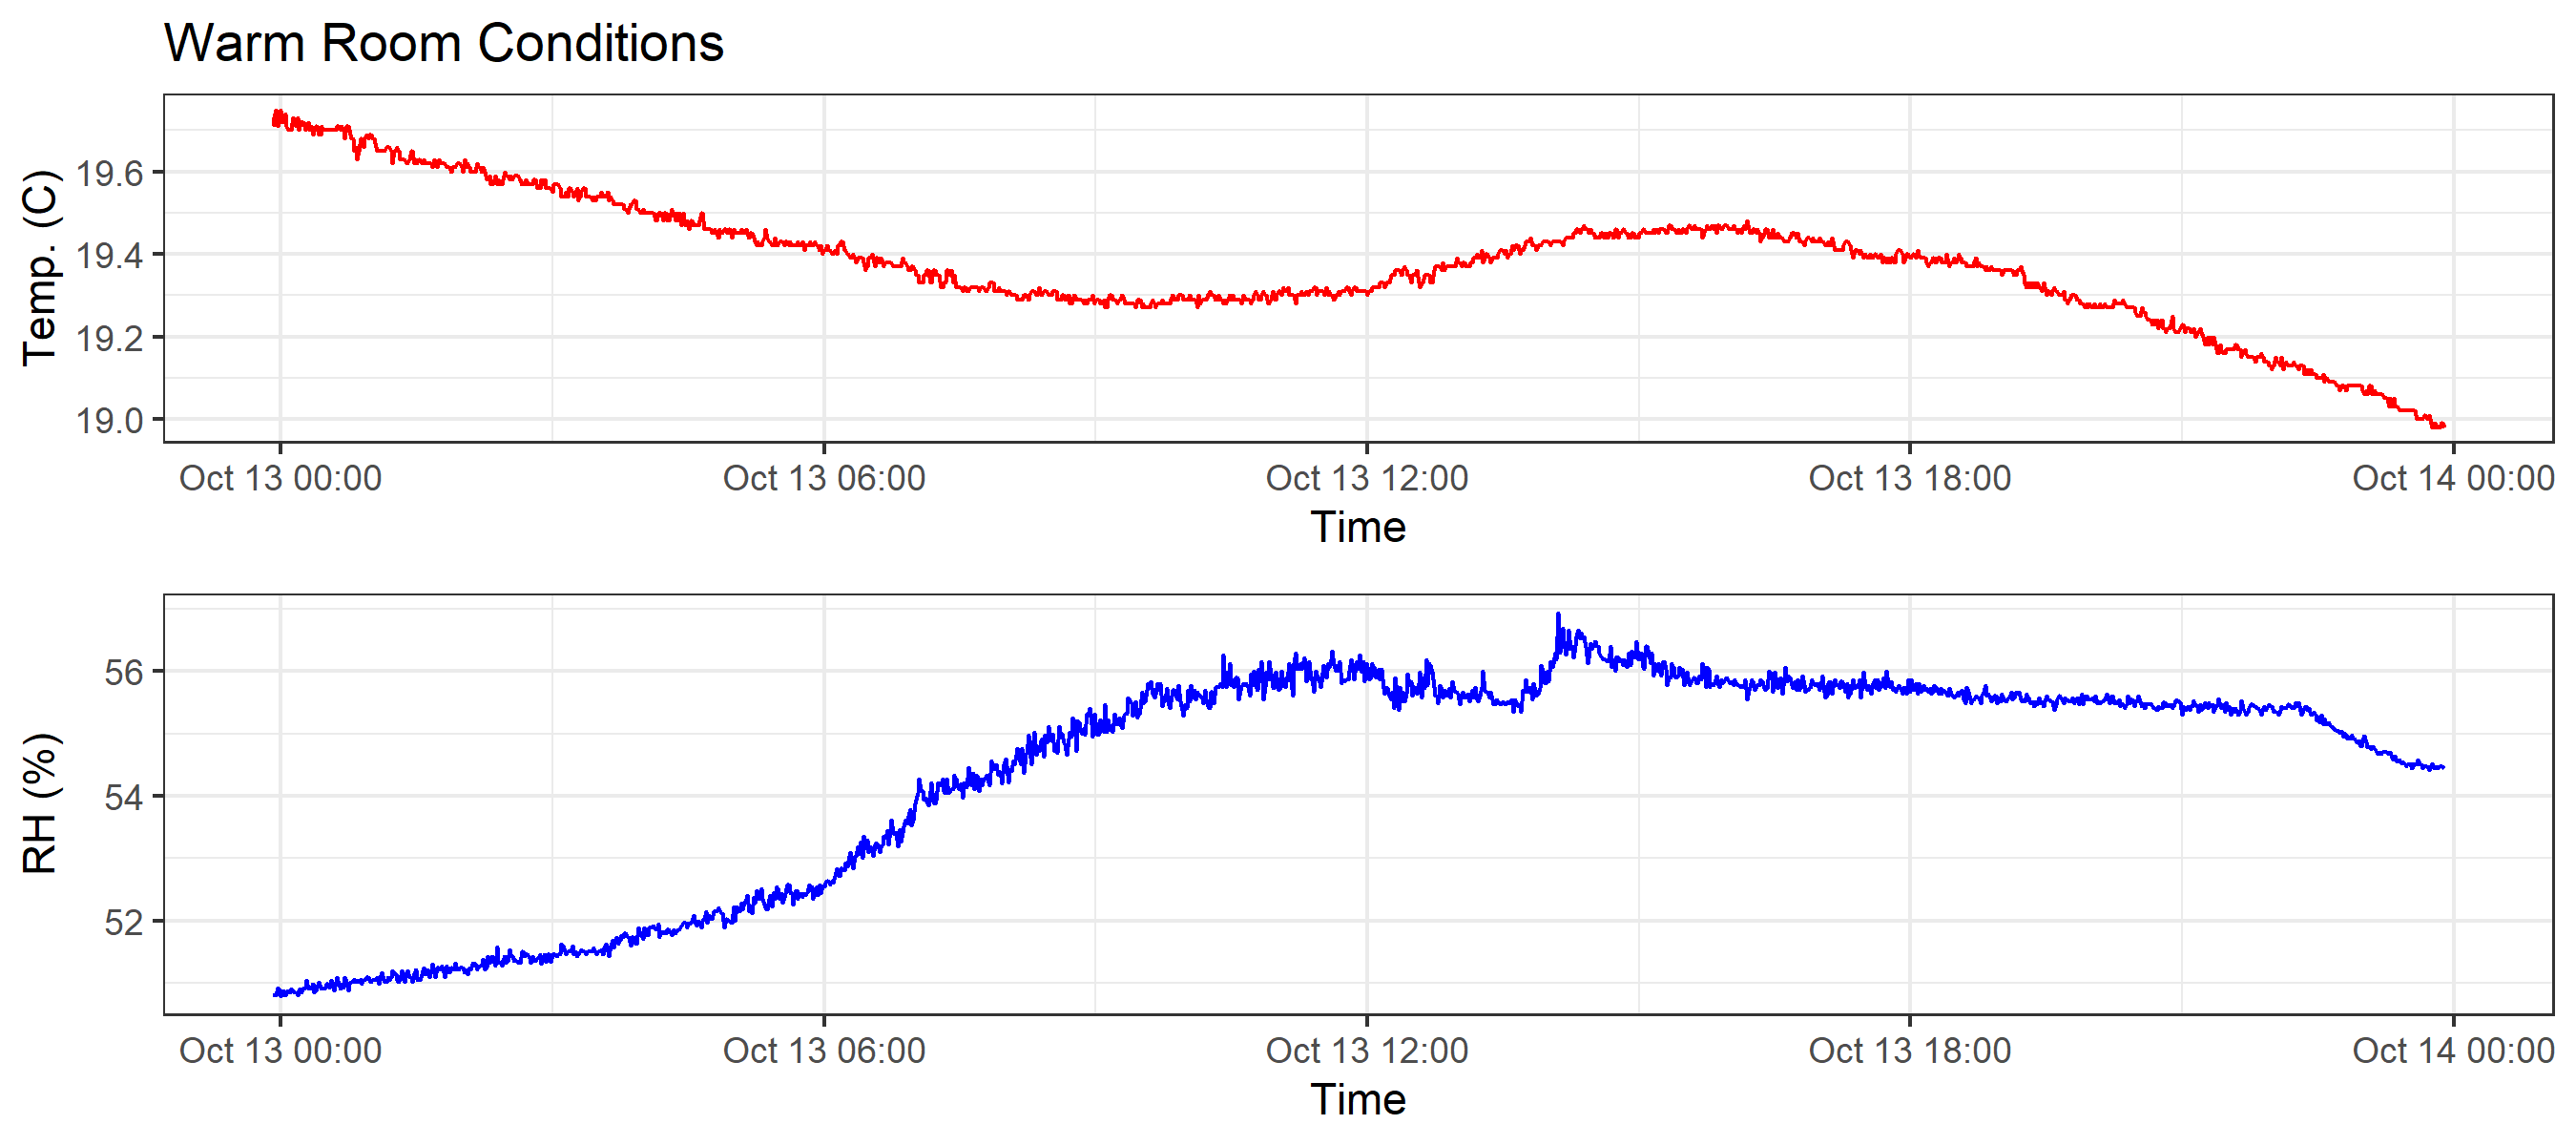 Warm Room Conditions
Temp. (C)
19.6
19.4
19.2
19.0
Oct 13 00:00 Oct 13 06:00 Oct 13 12:00 Oct 13 18:00 Oct 14 00:00
Time
RH (%)
56
54
52
Oct 13 00:00 Oct 13 06:00 Oct 13 12:00 Oct 13 18:00 Oct 14 00:00
Time